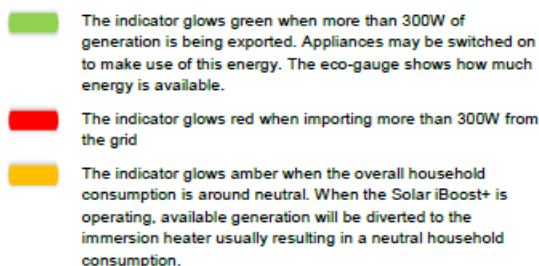 The indicator glows green when more than 300W of
generation is being exported. Appliances may be switched on
to make use of this energy. The eco-gauge shows how much
energy is available.
The indicator glows red when importing more than 300W from
the grid
The indicator glows amber when the overall household
consumption is around neutral. When the Solar iBoost+ is
operating, available generation will be diverted to the
immersion heater usually resulting in a neutral household
consumption.